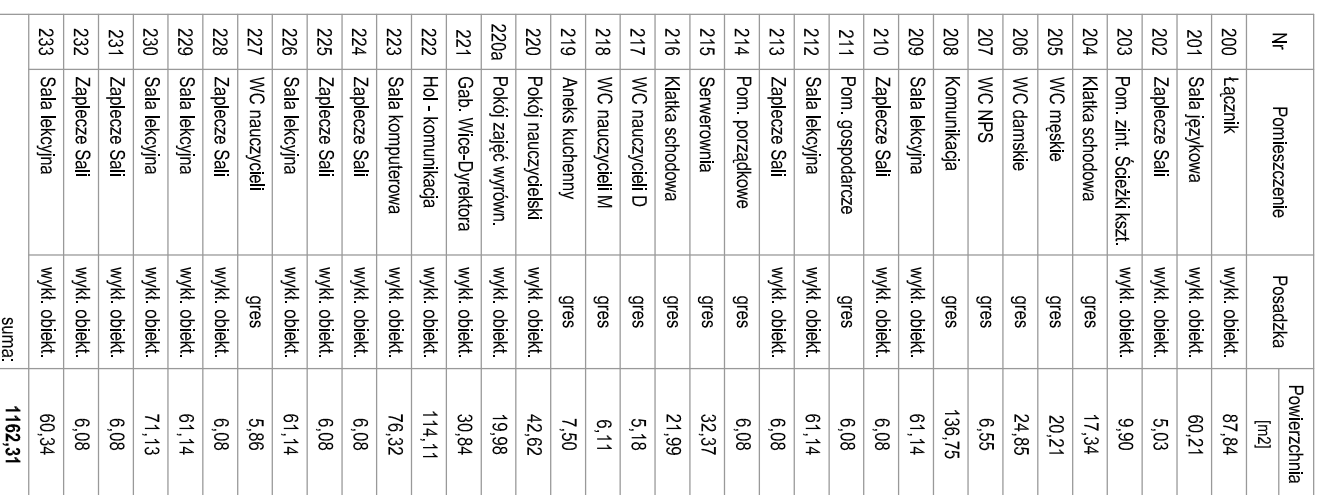 Nr Pomieszczenie Posadzka Powierzchnia [m2]
200 Łącznik wykł. obiekt. 87,84
201 Sala językowa wykł. obiekt. 60,21
202 Zaplecze Sali wykł. obiekt. 5,03
203 Pom. zint. Ścieżki kszt. wykł. obiekt. 9,90
204 Klatka schodowa gres 17,34
205 WC męskie gres 20,21
206 WC damskie gres 24,85
207 WC NPS gres 6,55
208 Komunikacja gres 136,75
209 Sala lekcyjna wykł. obiekt. 61,14
210 Zaplecze Sali wykł. obiekt. 6,08
211 Pom. gospodarcze gres 6,08
212 Sala lekcyjna wykł. obiekt. 61,14
213 Zaplecze Sali wykł. obiekt. 6,08
214 Pom. porządkowe gres 6,08
215 Serwerownia gres 32,37
216 Klatka schodowa gres 21,99
217 WC nauczycieli D gres 5,18
218 WC nauczycieli M gres 6,11
219 Aneks kuchenny gres 7,50
220 Pokój nauczycielski wykł. obiekt. 42,62
220a Pokój zajęć wyrówn. wykł. obiekt. 19,98
221 Gab. Wice-Dyrektora wykł. obiekt. 30,84
222 Hol - komunikacja wykł. obiekt. 114,11
223 Sala komputerowa wykł. obiekt. 76,32
224 Zaplecze Sali wykł. obiekt. 6,08
225 Zaplecze Sali wykł. obiekt. 6,08
226 Sala lekcyjna wykł. obiekt. 61,14
227 WC nauczycieli gres 5,86
228 Zaplecze Sali wykł. obiekt. 6,08
229 Sala lekcyjna wykł. obiekt. 61,14
230 Sala lekcyjna wykł. obiekt. 71,13
231 Zaplecze Sali wykł. obiekt. 6,08
232 Zaplecze Sali wykł. obiekt. 6,08
233 Sala lekcyjna wykł. obiekt. 60,34
suma: 1162,31